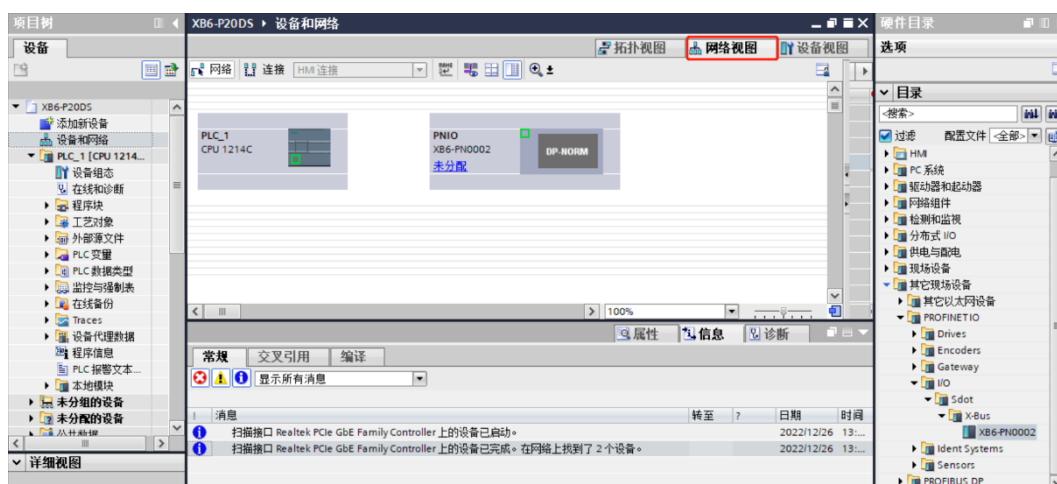 项目树
设备
XB6-P20DS
添加新设备
设备和网络
PLC_1 [CPU 1214...
设备组态
在线和诊断
程序块
工艺对象
外部源文件
PLC 变量
PLC 数据类型
监控与强制表
在线备份
Traces
设备代理数据
程序信息
PLC 报警文本...
本地模块
未分组的设备
未分配的设备
详细视图
XB6-P20DS ▸ 设备和网络
拓扑视图
网络视图
设备视图
网络
连接
HMI 连接
PLC_1
CPU 1214C
PNIO
XB6-PN0002
未分配
DP-NORM
100%
属性
信息
诊断
常规
交叉引用
编译
显示所有消息
! 消息 转至 ? 日期 时间
扫描接口 Realtek PCIe GbE Family Controller 上的设备已启动。 2022/12/26 13:...
扫描接口 Realtek PCIe GbE Family Controller 上的设备已完成。在网络上找到了 2 个设备。 2022/12/26 13:...
硬件目录
选项
目录
<搜索>
过滤 配置文件 <全部>
HMI
PC 系统
驱动器和起动器
网络组件
检测和监视
分布式 I/O
供电与配电
现场设备
其它现场设备
其它以太网设备
PROFINET IO
Drives
Encoders
Gateway
I/O
Sdot
X-Bus
XB6-PN0002
Ident Systems
Sensors
PROFIBUS DP